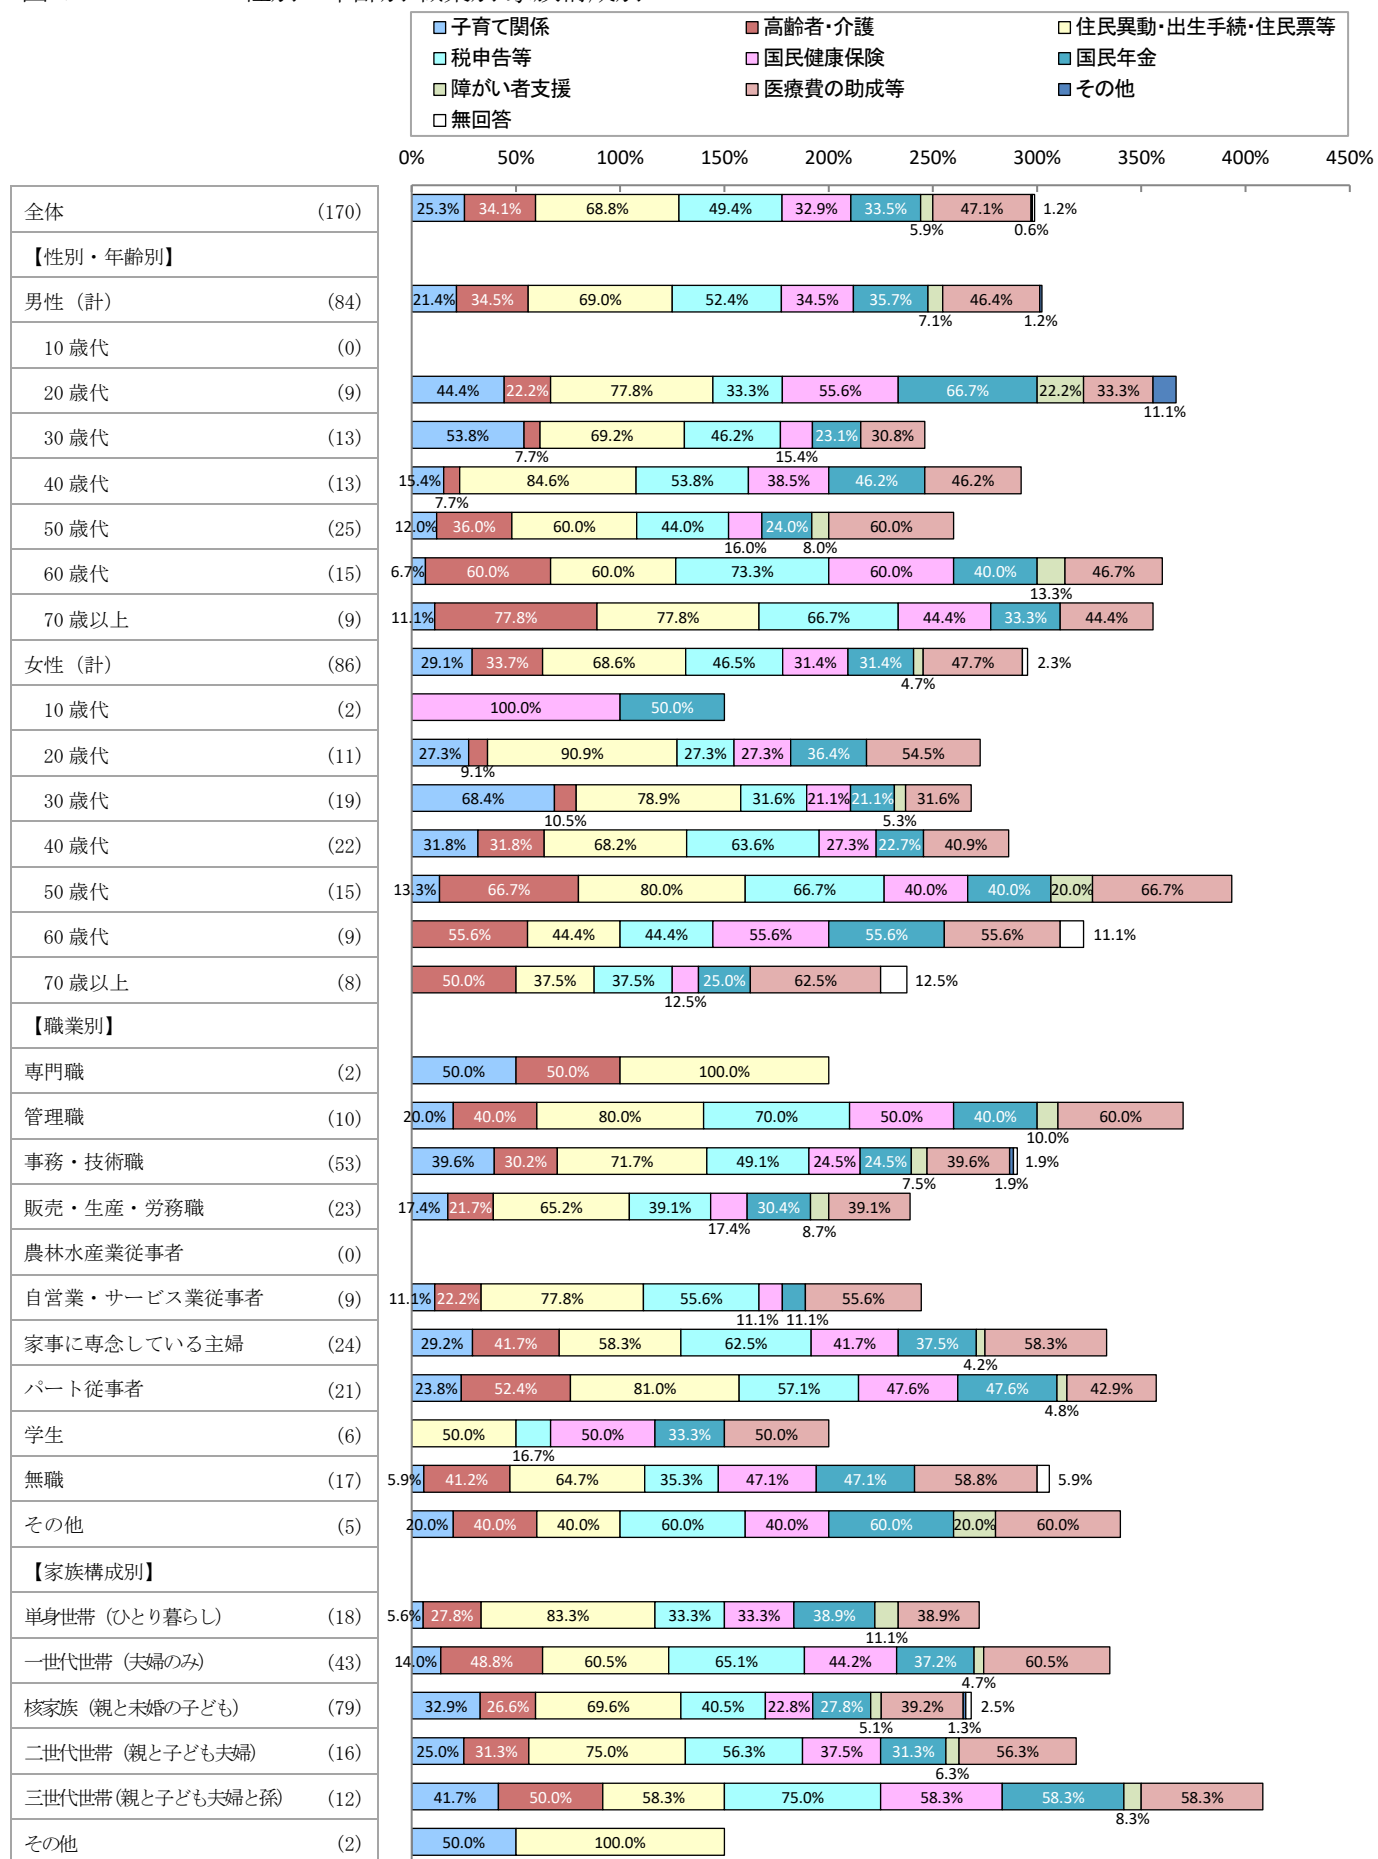 子育て関係 高齢者・介護 住民異動・出生手続・住民票等
税申告等 国民健康保険 国民年金
障がい者支援 医療費の助成等 その他
無回答
0% 50% 100% 150% 200% 250% 300% 350% 400% 450%
全体 (170) 25.3% 34.1% 68.8% 49.4% 32.9% 33.5% 5.9% 47.1% 0.6% 1.2%
【性別・年齢別】
男性（計） (84) 21.4% 34.5% 69.0% 52.4% 34.5% 35.7% 7.1% 46.4% 1.2%
10 歳代 (0)
20 歳代 (9) 44.4% 22.2% 77.8% 33.3% 55.6% 66.7% 22.2% 33.3% 11.1%
30 歳代 (13) 53.8% 7.7% 69.2% 46.2% 15.4% 23.1% 30.8%
40 歳代 (13) 15.4% 7.7% 84.6% 53.8% 38.5% 46.2% 46.2%
50 歳代 (25) 12.0% 36.0% 60.0% 44.0% 16.0% 24.0% 8.0% 60.0%
60 歳代 (15) 6.7% 60.0% 60.0% 73.3% 60.0% 40.0% 13.3% 46.7%
70 歳以上 (9) 11.1% 77.8% 77.8% 66.7% 44.4% 33.3% 44.4%
女性（計） (86) 29.1% 33.7% 68.6% 46.5% 31.4% 31.4% 4.7% 47.7% 2.3%
10 歳代 (2) 100.0% 50.0%
20 歳代 (11) 27.3% 9.1% 90.9% 27.3% 27.3% 36.4% 54.5%
30 歳代 (19) 68.4% 10.5% 78.9% 31.6% 21.1% 21.1% 5.3% 31.6%
40 歳代 (22) 31.8% 31.8% 68.2% 63.6% 27.3% 22.7% 40.9%
50 歳代 (15) 13.3% 66.7% 80.0% 66.7% 40.0% 40.0% 20.0% 66.7%
60 歳代 (9) 55.6% 44.4% 44.4% 55.6% 55.6% 55.6% 11.1%
70 歳以上 (8) 50.0% 37.5% 37.5% 12.5% 25.0% 62.5% 12.5%
【職業別】
専門職 (2) 50.0% 50.0% 100.0%
管理職 (10) 20.0% 40.0% 80.0% 70.0% 50.0% 40.0% 10.0% 60.0%
事務・技術職 (53) 39.6% 30.2% 71.7% 49.1% 24.5% 24.5% 7.5% 39.6% 1.9% 1.9%
販売・生産・労務職 (23) 17.4% 21.7% 65.2% 39.1% 17.4% 30.4% 8.7% 39.1%
農林水産業従事者 (0)
自営業・サービス業従事者 (9) 11.1% 22.2% 77.8% 55.6% 11.1% 11.1% 55.6%
家事に専念している主婦 (24) 29.2% 41.7% 58.3% 62.5% 41.7% 37.5% 4.2% 58.3%
パート従事者 (21) 23.8% 52.4% 81.0% 57.1% 47.6% 47.6% 4.8% 42.9%
学生 (6) 50.0% 16.7% 50.0% 33.3% 50.0%
無職 (17) 5.9% 41.2% 64.7% 35.3% 47.1% 47.1% 58.8% 5.9%
その他 (5) 20.0% 40.0% 40.0% 60.0% 40.0% 60.0% 20.0% 60.0%
【家族構成別】
単身世帯（ひとり暮らし） (18) 5.6% 27.8% 83.3% 33.3% 33.3% 38.9% 11.1% 38.9%
一世代世帯（夫婦のみ） (43) 14.0% 48.8% 60.5% 65.1% 44.2% 37.2% 4.7% 60.5%
核家族（親と未婚の子ども） (79) 32.9% 26.6% 69.6% 40.5% 22.8% 27.8% 5.1% 39.2% 1.3% 2.5%
二世代世帯（親と子ども夫婦） (16) 25.0% 31.3% 75.0% 56.3% 37.5% 31.3% 6.3% 56.3%
三世代世帯（親と子ども夫婦と孫） (12) 41.7% 50.0% 58.3% 75.0% 58.3% 58.3% 8.3% 58.3%
その他 (2) 50.0% 100.0%